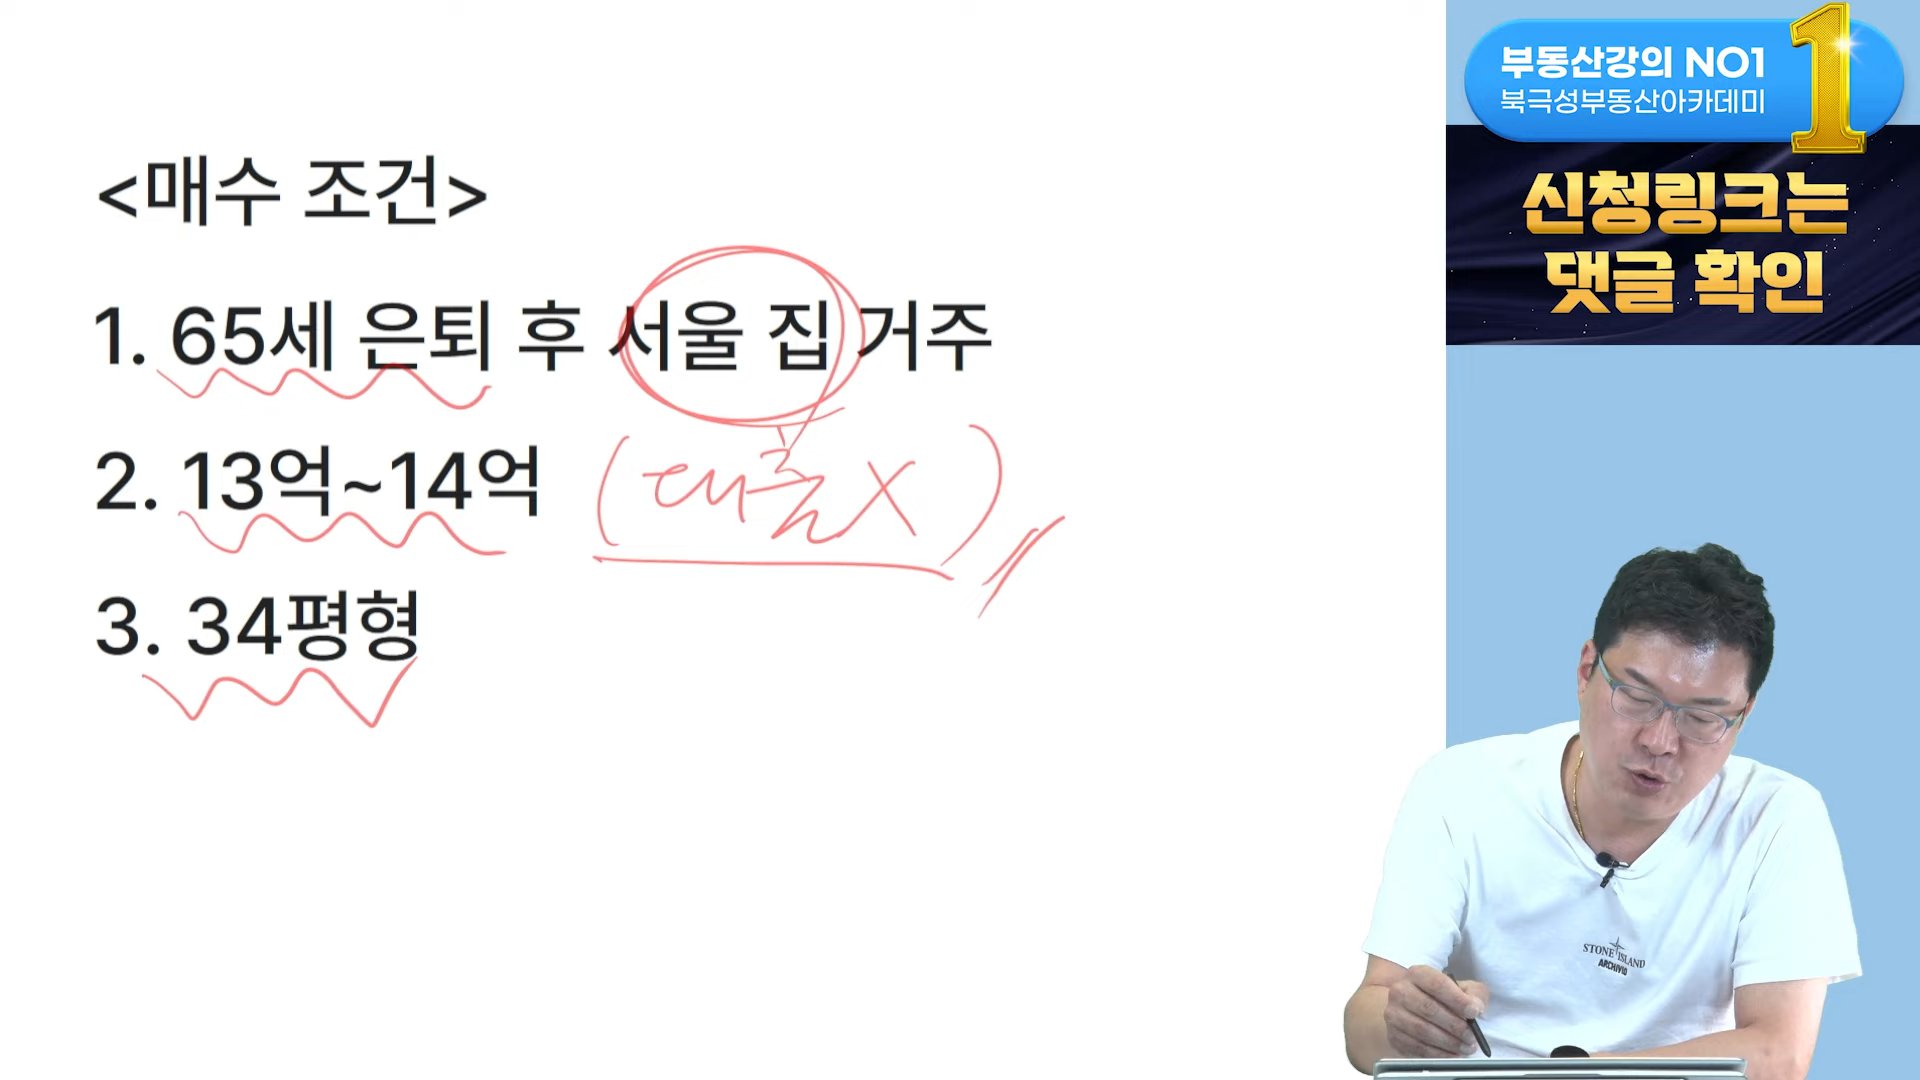 <매수 조건>
1. 65세 은퇴 후 서울 집 거주
2. 13억~14억 (대출X)
3. 34평형
부동산강의 NO1
북극성부동산아카데미
1
신청링크는
댓글 확인
STONE ISLAND
ARCHIVIO